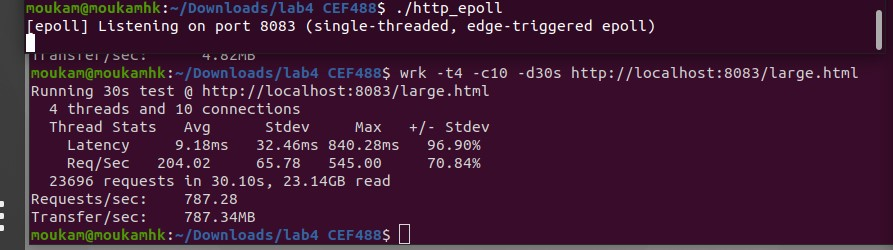 moukam@moukamhk:~/Downloads/lab4 CEF488$ ./http_epoll
[epoll] Listening on port 8083 (single-threaded, edge-triggered epoll)
Transfer/sec:      4.82MB
moukam@moukamhk:~/Downloads/lab4 CEF488$ wrk -t4 -c10 -d30s http://localhost:8083/large.html
Running 30s test @ http://localhost:8083/large.html
  4 threads and 10 connections
  Thread Stats   Avg      Stdev     Max   +/- Stdev
    Latency     9.18ms   32.46ms 840.28ms   96.90%
    Req/Sec   204.02     65.78   545.00     70.84%
  23696 requests in 30.10s, 23.14GB read
Requests/sec:    787.28
Transfer/sec:    787.34MB
moukam@moukamhk:~/Downloads/lab4 CEF488$